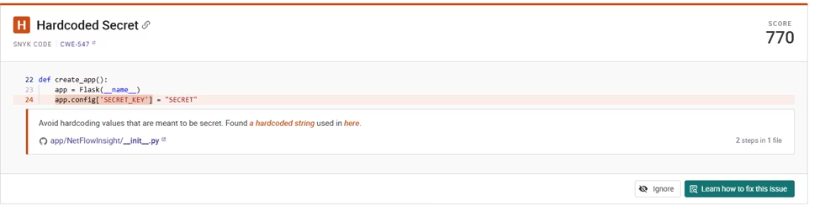 H Hardcoded Secret
SCORE
770
SNYK CODE | CWE-547
22 def create_app():
23 app = Flask(__name__)
24 app.config['SECRET_KEY'] = "SECRET"
Avoid hardcoding values that are meant to be secret. Found a hardcoded string used in here.
app/NetFlowInsight/__init__.py
2 steps in 1 file
Ignore
Learn how to fix this issue